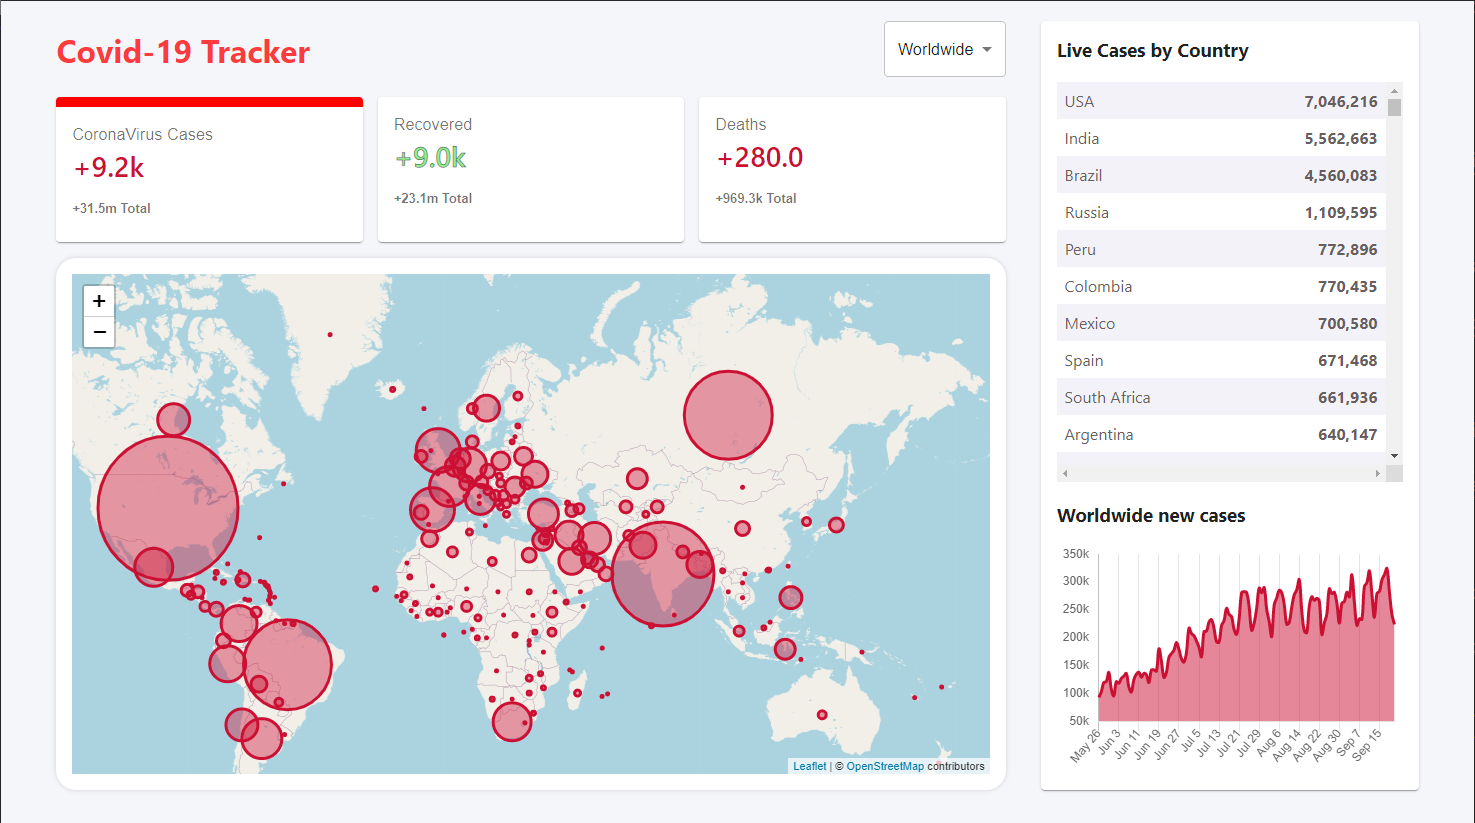 Covid-19 Tracker
Worldwide
CoronaVirus Cases
+9.2k
+31.5m Total
Recovered
+9.0k
+23.1m Total
Deaths
+280.0
+969.3k Total
+
−
Leaflet | © OpenStreetMap contributors
Live Cases by Country
USA 7,046,216
India 5,562,663
Brazil 4,560,083
Russia 1,109,595
Peru 772,896
Colombia 770,435
Mexico 700,580
Spain 671,468
South Africa 661,936
Argentina 640,147
Worldwide new cases
350k
300k
250k
200k
150k
100k
50k
May 26
Jun 3
Jun 11
Jun 19
Jun 27
Jul 5
Jul 13
Jul 21
Jul 29
Aug 6
Aug 14
Aug 22
Aug 30
Sep 7
Sep 15